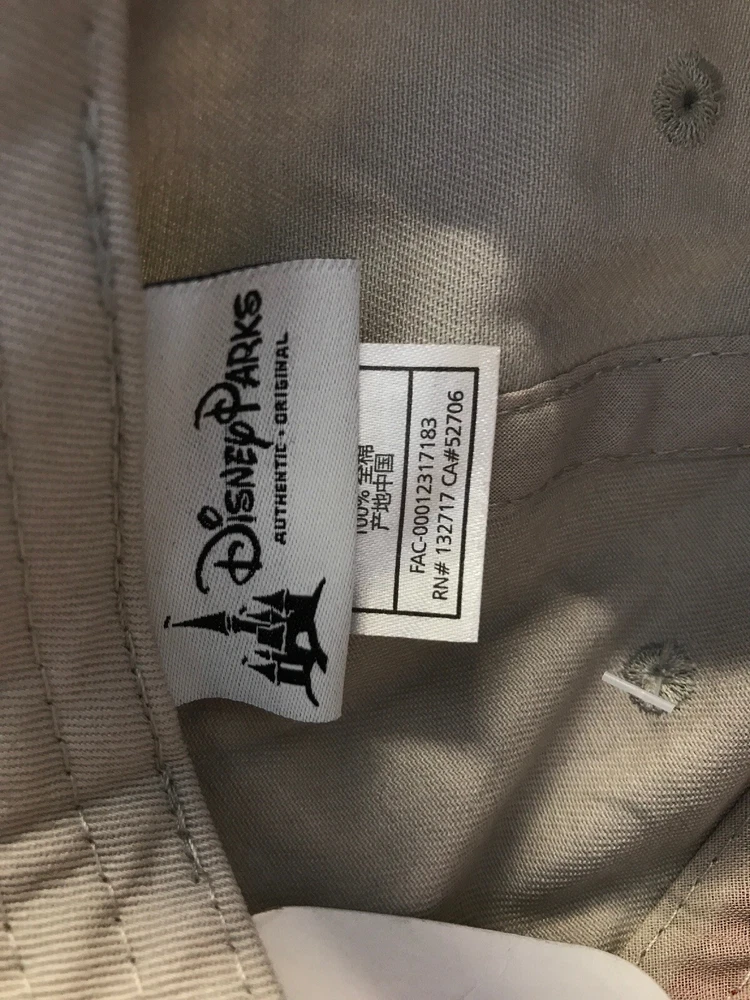 DISNEY PARKS
AUTHENTIC • ORIGINAL
100% 全棉
产地中国
FAC-00012317183
RN# 132717 CA#52706